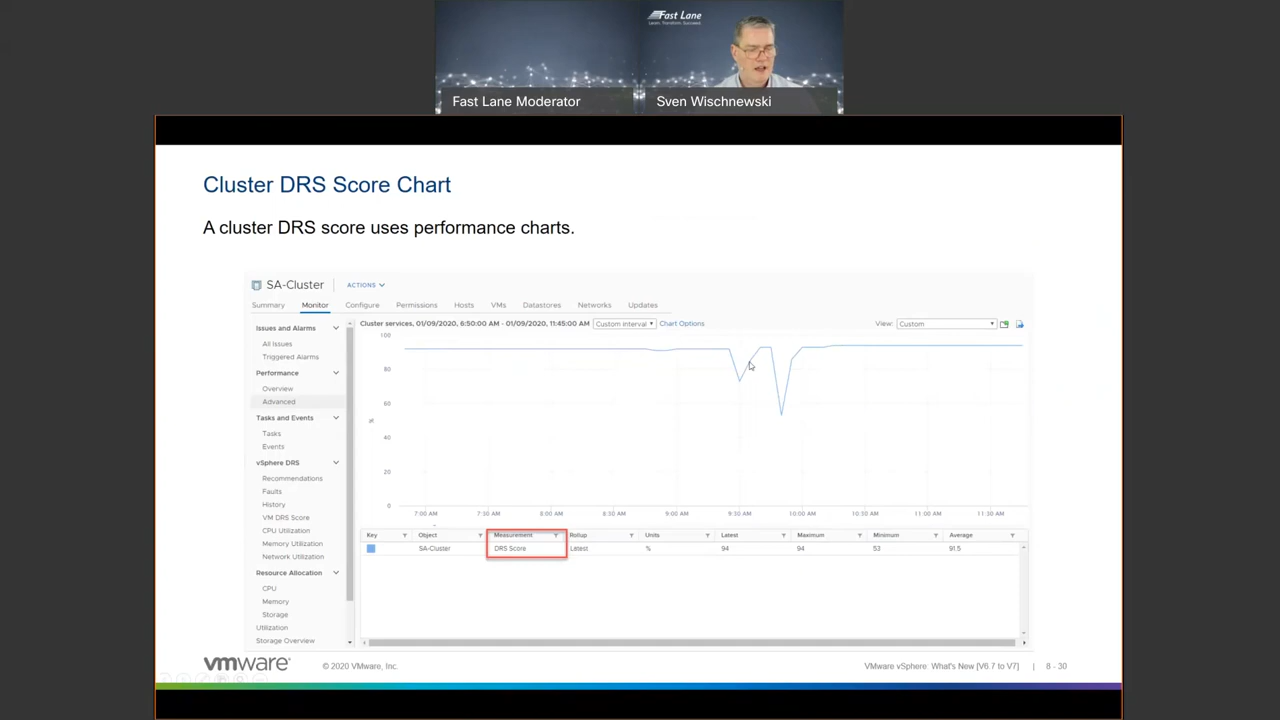 Fast Lane
Learn. Transform. Succeed.
Fast Lane Moderator
Sven Wischnewski
Cluster DRS Score Chart
A cluster DRS score uses performance charts.
SA-Cluster ACTIONS
Summary Monitor Configure Permissions Hosts VMs Datastores Networks Updates
Issues and Alarms
All Issues
Triggered Alarms
Performance
Overview
Advanced
Tasks and Events
Tasks
Events
vSphere DRS
Recommendations
Faults
History
VM DRS Score
CPU Utilization
Memory Utilization
Network Utilization
Resource Allocation
CPU
Memory
Storage
Utilization
Storage Overview
Cluster services, 01/09/2020, 6:50:00 AM - 01/09/2020, 11:45:00 AM Custom interval Chart Options View: Custom
100
80
60
%
40
20
0
7:00 AM 7:30 AM 8:00 AM 8:30 AM 9:00 AM 9:30 AM 10:00 AM 10:30 AM 11:00 AM 11:30 AM
Key Object Measurement Rollup Units Latest Maximum Minimum Average
SA-Cluster DRS Score Latest % 94 94 53 91.5
vmware® © 2020 VMware, Inc. VMware vSphere What's New [V6.7 to V7] | 8 - 30